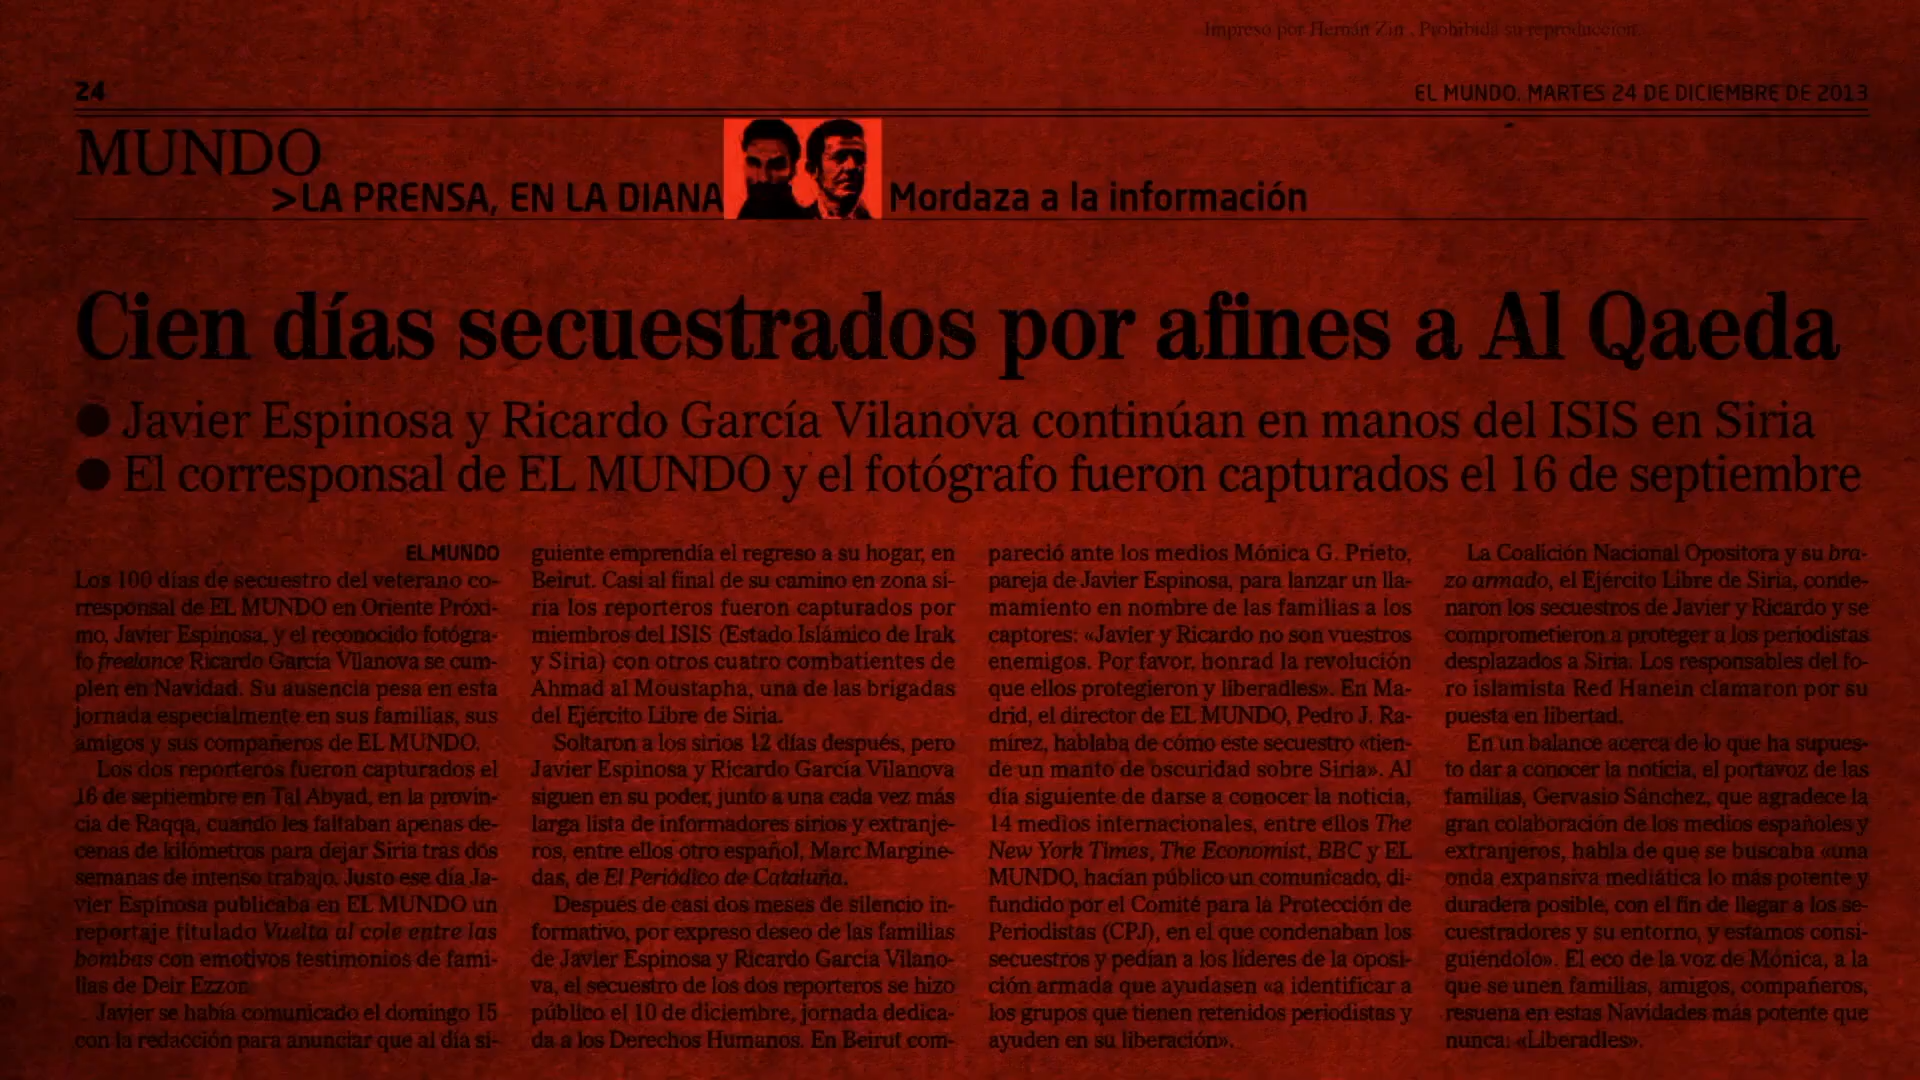 Impreso por Hernán Zin . Prohibida su reproducción.
24
EL MUNDO. MARTES 24 DE DICIEMBRE DE 2013
MUNDO
>LA PRENSA, EN LA DIANA Mordaza a la información
Cien días secuestrados por afines a Al Qaeda
● Javier Espinosa y Ricardo García Vilanova continúan en manos del ISIS en Siria
● El corresponsal de EL MUNDO y el fotógrafo fueron capturados el 16 de septiembre
EL MUNDO
Los 100 días de secuestro del veterano co-
rresponsal de EL MUNDO en Oriente Próxi-
mo, Javier Espinosa, y el reconocido fotógra-
fo freelance Ricardo García Vilanova se cum-
plen en Navidad. Su ausencia pesa en esta
jornada especialmente en sus familias, sus
amigos y sus compañeros de EL MUNDO.
Los dos reporteros fueron capturados el
16 de septiembre en Tal Abyad, en la provin-
cia de Raqqa, cuando les faltaban apenas de-
cenas de kilómetros para dejar Siria tras dos
semanas de intenso trabajo. Justo ese día Ja-
vier Espinosa publicaba en EL MUNDO un
reportaje titulado Vuelta al cole entre las
bombas con emotivos testimonios de fami-
lias de Deir Ezzor.
Javier se había comunicado el domingo 15
con la redacción para anunciar que al día si-
guiente emprendía el regreso a su hogar, en
Beirut. Casi al final de su camino en zona si-
ria los reporteros fueron capturados por
miembros del ISIS (Estado Islámico de Irak
y Siria) con otros cuatro combatientes de
Ahmad al Moustapha, una de las brigadas
del Ejército Libre de Siria.
Soltaron a los sirios 12 días después, pero
Javier Espinosa y Ricardo García Vilanova
siguen en su poder, junto a una cada vez más
larga lista de informadores sirios y extranje-
ros, entre ellos otro español, Marc Margine-
das, de El Periódico de Cataluña.
Después de casi dos meses de silencio in-
formativo, por expreso deseo de las familias
de Javier Espinosa y Ricardo García Vilano-
va, el secuestro de los dos reporteros se hizo
público el 10 de diciembre, jornada dedica-
da a los Derechos Humanos. En Beirut com-
pareció ante los medios Mónica G. Prieto,
pareja de Javier Espinosa, para lanzar un lla-
mamiento en nombre de las familias a los
captores: «Javier y Ricardo no son vuestros
enemigos. Por favor, honrad la revolución
que ellos protegieron y liberadles». En Ma-
drid, el director de EL MUNDO, Pedro J. Ra-
mírez, hablaba de cómo este secuestro «tien-
de un manto de oscuridad sobre Siria». Al
día siguiente de darse a conocer la noticia,
14 medios internacionales, entre ellos The
New York Times, The Economist, BBC y EL
MUNDO, hacían público un comunicado, di-
fundido por el Comité para la Protección de
Periodistas (CPJ), en el que condenaban los
secuestros y pedían a los líderes de la oposi-
ción armada que ayudasen «a identificar a
los grupos que tienen retenidos periodistas y
ayuden en su liberación».
La Coalición Nacional Opositora y su bra-
zo armado, el Ejército Libre de Siria, conde-
naron los secuestros de Javier y Ricardo y se
comprometieron a proteger a los periodistas
desplazados a Siria. Los responsables del fo-
ro islamista Red Hanein clamaron por su
puesta en libertad.
En un balance acerca de lo que ha supues-
to dar a conocer la noticia, el portavoz de las
familias, Gervasio Sánchez, que agradece la
gran colaboración de los medios españoles y
extranjeros, habla de que se buscaba «una
onda expansiva mediática lo más potente y
duradera posible, con el fin de llegar a los se-
cuestradores y su entorno, y estamos consi-
guiéndolo». El eco de la voz de Mónica, a la
que se unen familias, amigos, compañeros,
resuena en estas Navidades más potente que
nunca: «Liberadles».